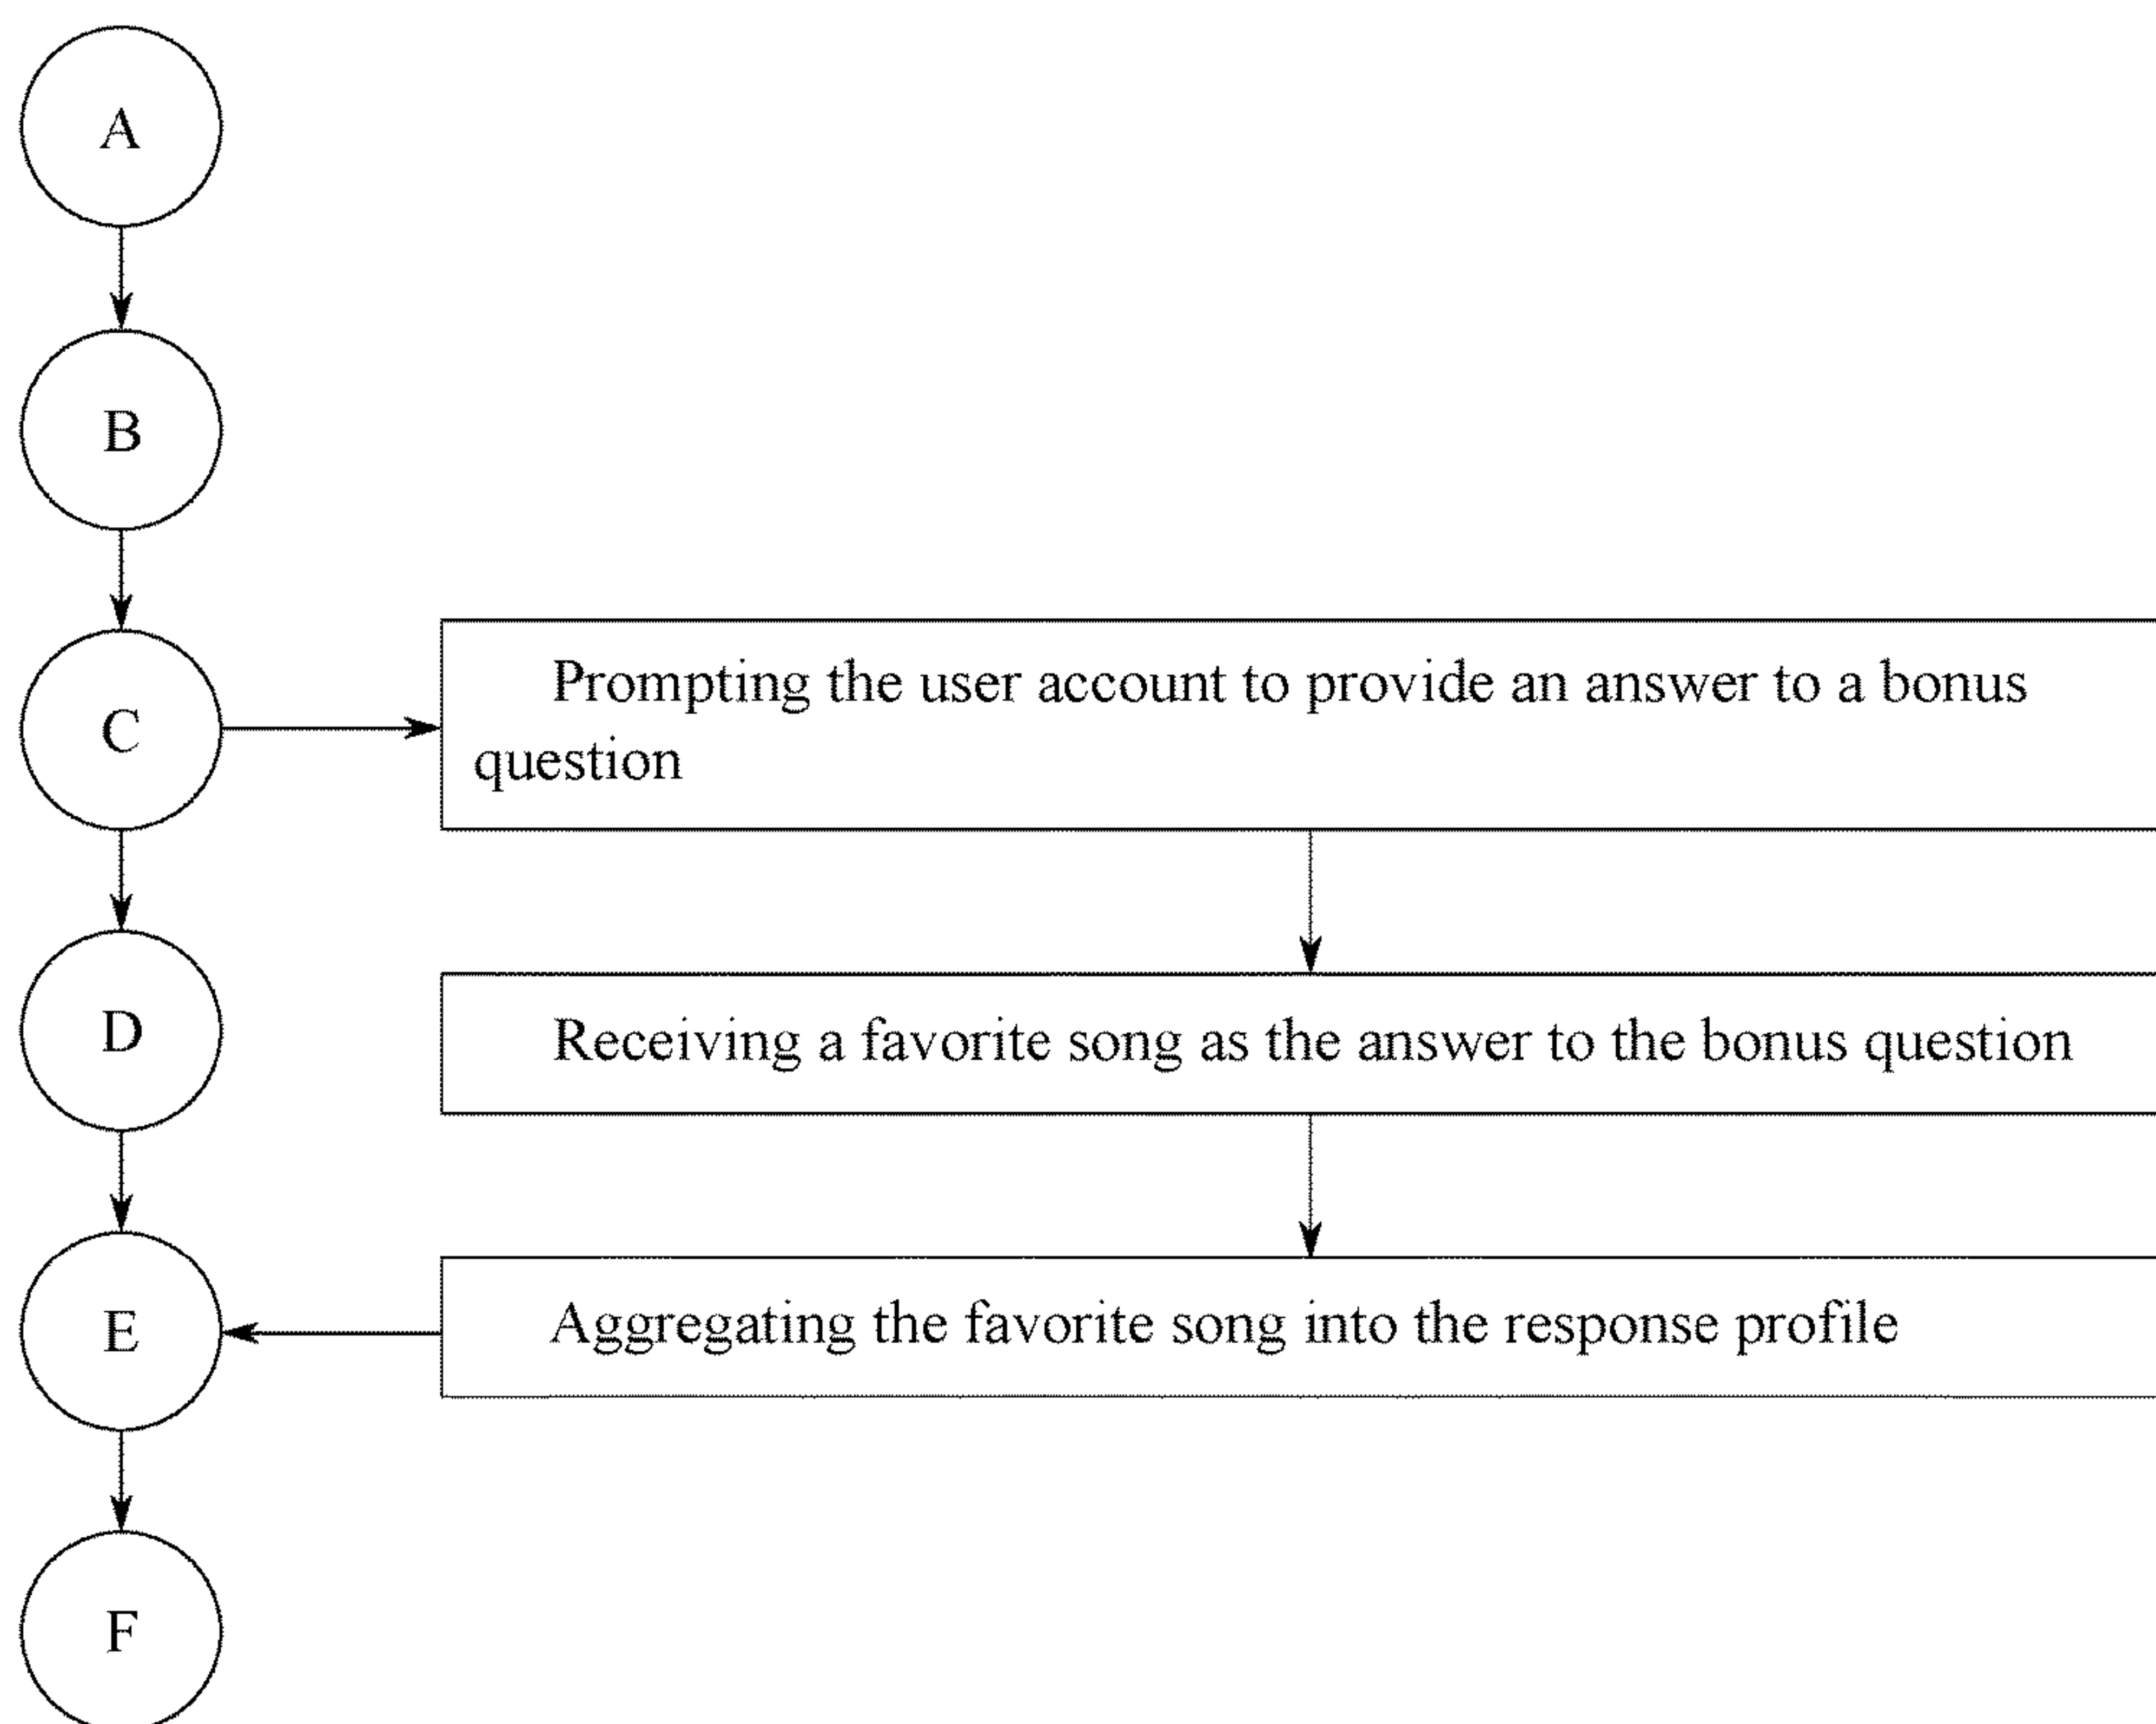 A
B
C
Prompting the user account to provide an answer to a bonus
question
D
Receiving a favorite song as the answer to the bonus question
E
Aggregating the favorite song into the response profile
F